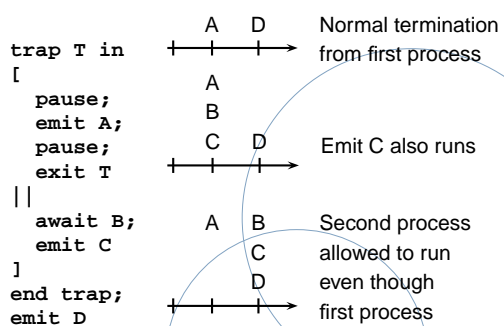 trap T in
[
pause;
emit A;
pause;
exit T
||
await B;
emit C
]
end trap;
emit D
A D
Normal termination
from first process
A
B
C D
Emit C also runs
A B
C
D
Second process
allowed to run
even though
first process